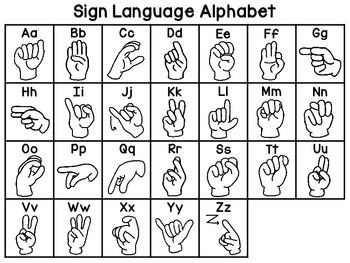 Sign Language Alphabet
Aa Bb Cc Dd Ee Ff Gg
Hh Ii Jj Kk Ll Mm Nn
Oo Pp Qq Rr Ss Tt Uu
Vv Ww Xx Yy Zz